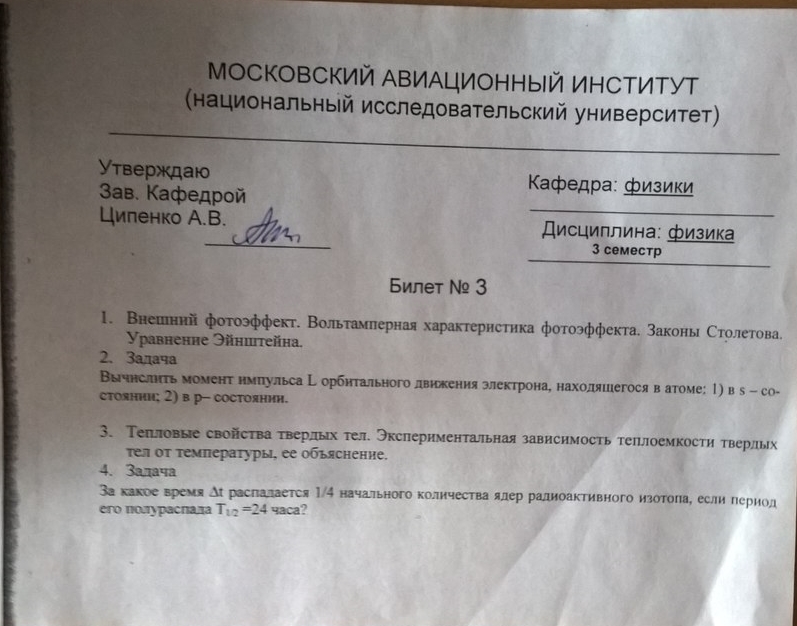 МОСКОВСКИЙ АВИАЦИОННЫЙ ИНСТИТУТ
(национальный исследовательский университет)
Утверждаю
Зав. Кафедрой
Ципенко А.В.
Кафедра: физики
Дисциплина: физика
3 семестр
Билет № 3
1. Внешний фотоэффект. Вольтамперная характеристика фотоэффекта. Законы Столетова.
Уравнение Эйнштейна.
2. Задача
Вычислить момент импульса L орбитального движения электрона, находящегося в атоме: 1) в s – со-
стоянии; 2) в p– состоянии.
3. Тепловые свойства твердых тел. Экспериментальная зависимость теплоемкости твердых
тел от температуры, ее объяснение.
4. Задача
За какое время Δt распадается 1/4 начального количества ядер радиоактивного изотопа, если период
его полураспада T1/2 =24 часа?